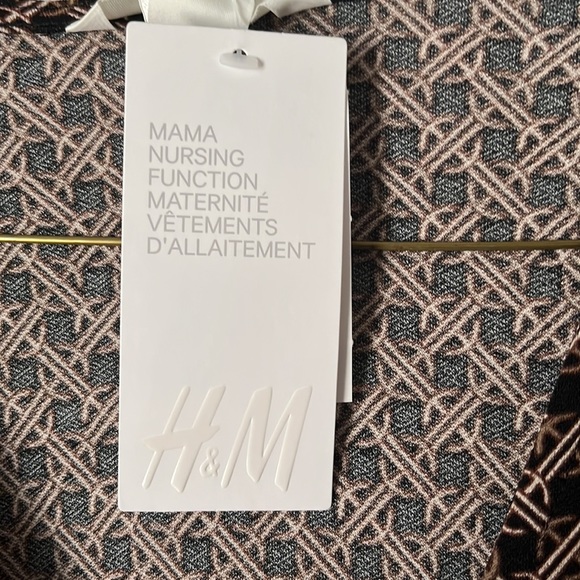 MAMA
NURSING
FUNCTION
MATERNITÉ
VÊTEMENTS
D'ALLAITEMENT
H&M